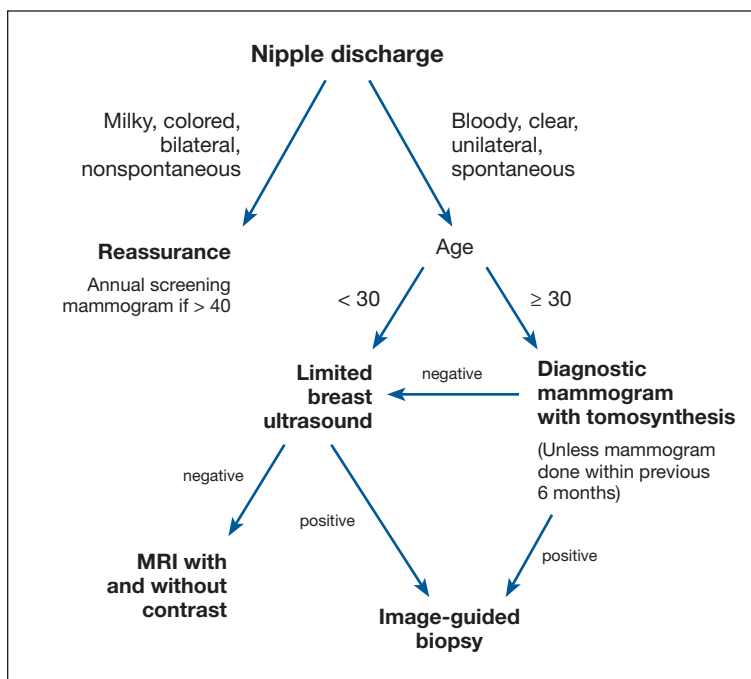 Nipple discharge
Milky, colored,
bilateral,
nonspontaneous
Bloody, clear,
unilateral,
spontaneous
Reassurance
Annual screening
mammogram if > 40
Age
< 30
≥ 30
Limited
breast
ultrasound
negative
Diagnostic
mammogram
with tomosynthesis
(Unless mammogram
done within previous
6 months)
negative
positive
positive
MRI with
and without
contrast
Image-guided
biopsy